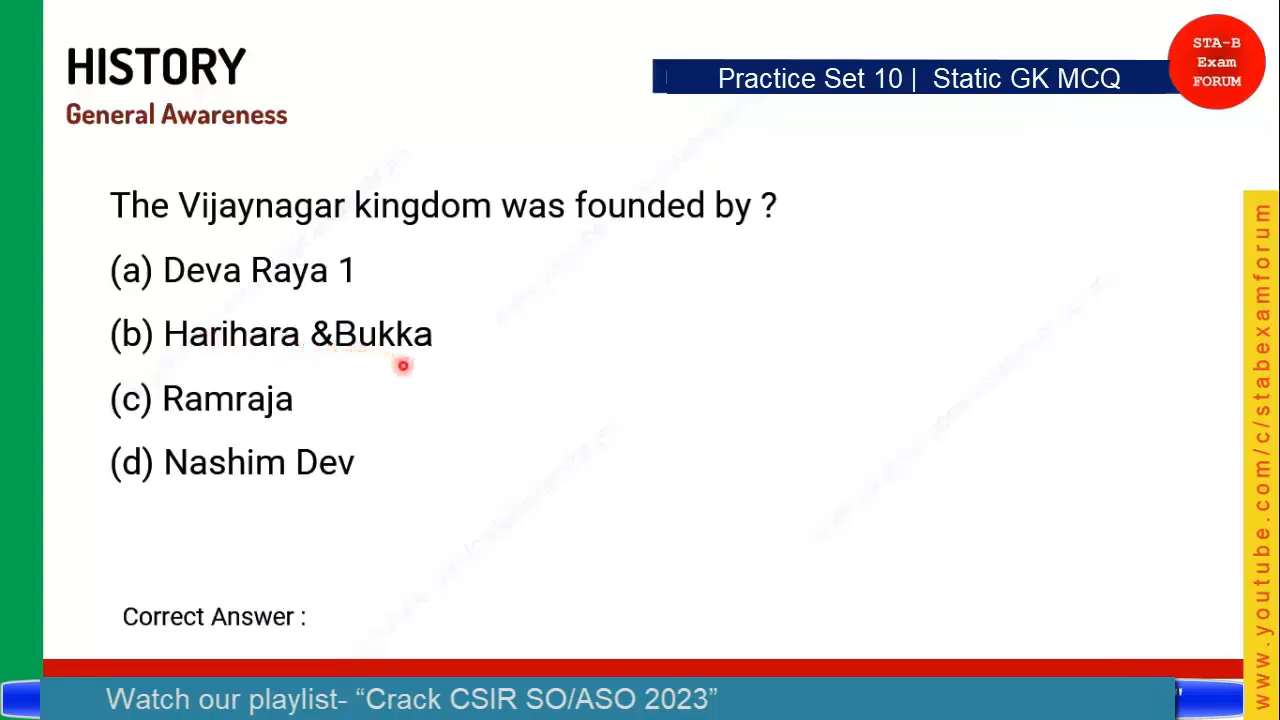 HISTORY
General Awareness
Practice Set 10 | Static GK MCQ
STA-B
Exam
FORUM
The Vijaynagar kingdom was founded by ?
(a) Deva Raya 1
(b) Harihara &Bukka
(c) Ramraja
(d) Nashim Dev
Correct Answer :
www.youtube.com/c/stabexamforum
Watch our playlist- “Crack CSIR SO/ASO 2023”